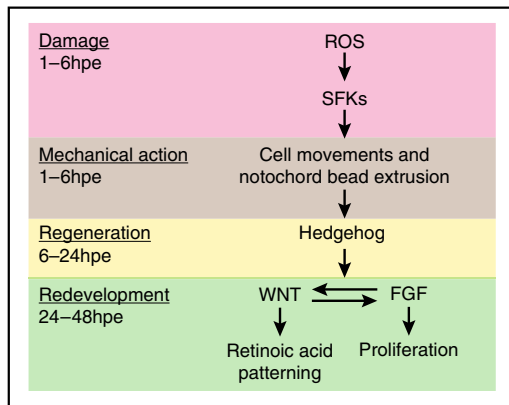 Damage
1–6hpe
ROS
SFKs
Mechanical action
1–6hpe
Cell movements and
notochord bead extrusion
Regeneration
6–24hpe
Hedgehog
Redevelopment
24–48hpe
WNT
FGF
Retinoic acid
patterning
Proliferation